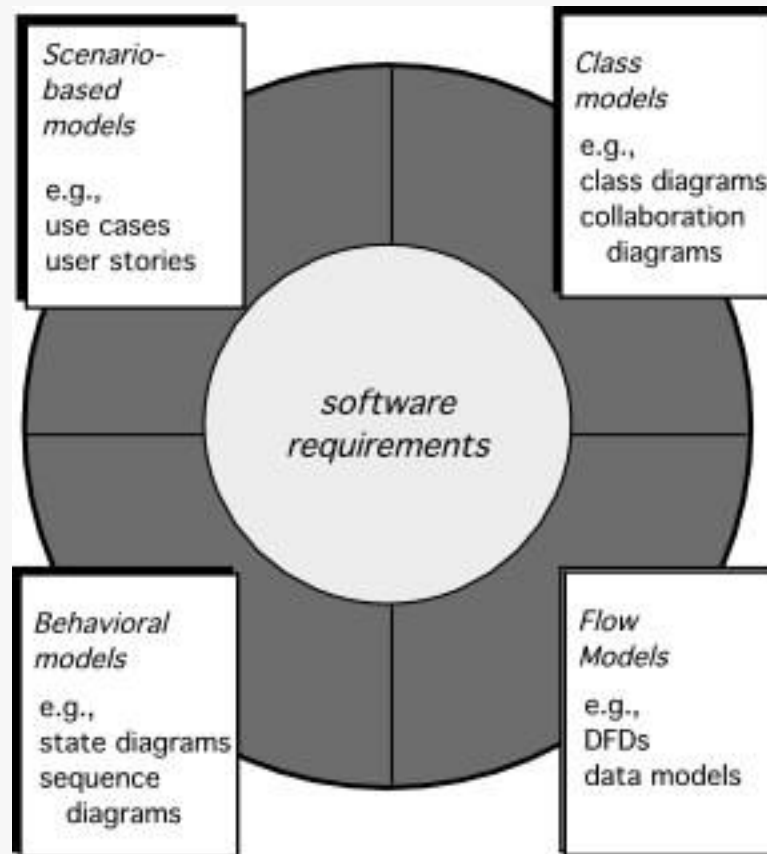 Scenario-
based
models
e.g.,
use cases
user stories
Class
models
e.g.,
class diagrams
collaboration
diagrams
software
requirements
Behavioral
models
e.g.,
state diagrams
sequence
diagrams
Flow
Models
e.g.,
DFDs
data models